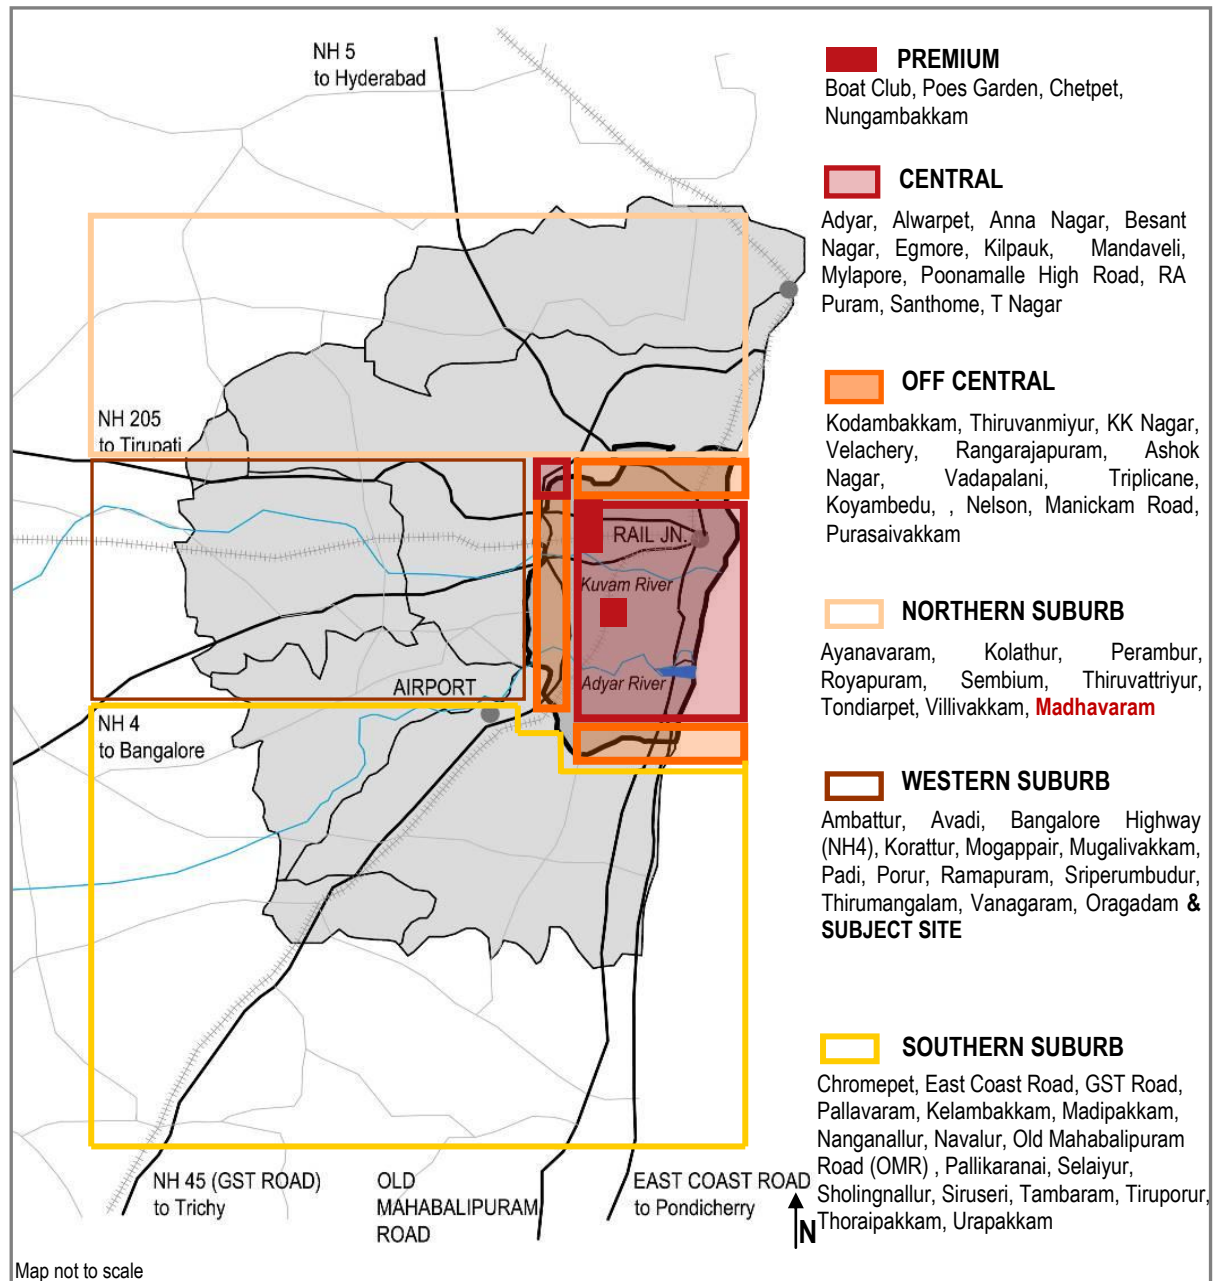 NH 5
to Hyderabad
NH 205
to Tirupati
RAIL JN.
Kuvam River
Adyar River
AIRPORT
NH 4
to Bangalore
NH 45 (GST ROAD)
to Trichy
OLD
MAHABALIPURAM
ROAD
EAST COAST ROAD
to Pondicherry
N
Map not to scale
PREMIUM
Boat Club, Poes Garden, Chetpet,
Nungambakkam
CENTRAL
Adyar, Alwarpet, Anna Nagar, Besant
Nagar, Egmore, Kilpauk, Mandaveli,
Mylapore, Poonamalle High Road, RA
Puram, Santhome, T Nagar
OFF CENTRAL
Kodambakkam, Thiruvanmiyur, KK Nagar,
Velachery, Rangarajapuram, Ashok
Nagar, Vadapalani, Triplicane,
Koyambedu, , Nelson, Manickam Road,
Purasaivakkam
NORTHERN SUBURB
Ayanavaram, Kolathur, Perambur,
Royapuram, Sembium, Thiruvattriyur,
Tondiarpet, Villivakkam, Madhavaram
WESTERN SUBURB
Ambattur, Avadi, Bangalore Highway
(NH4), Korattur, Mogappair, Mugalivakkam,
Padi, Porur, Ramapuram, Sriperumbudur,
Thirumangalam, Vanagaram, Oragadam &
SUBJECT SITE
SOUTHERN SUBURB
Chromepet, East Coast Road, GST Road,
Pallavaram, Kelambakkam, Madipakkam,
Nanganallur, Navalur, Old Mahabalipuram
Road (OMR) , Pallikaranai, Selaiyur,
Sholingnallur, Siruseri, Tambaram, Tiruporur,
Thoraipakkam, Urapakkam